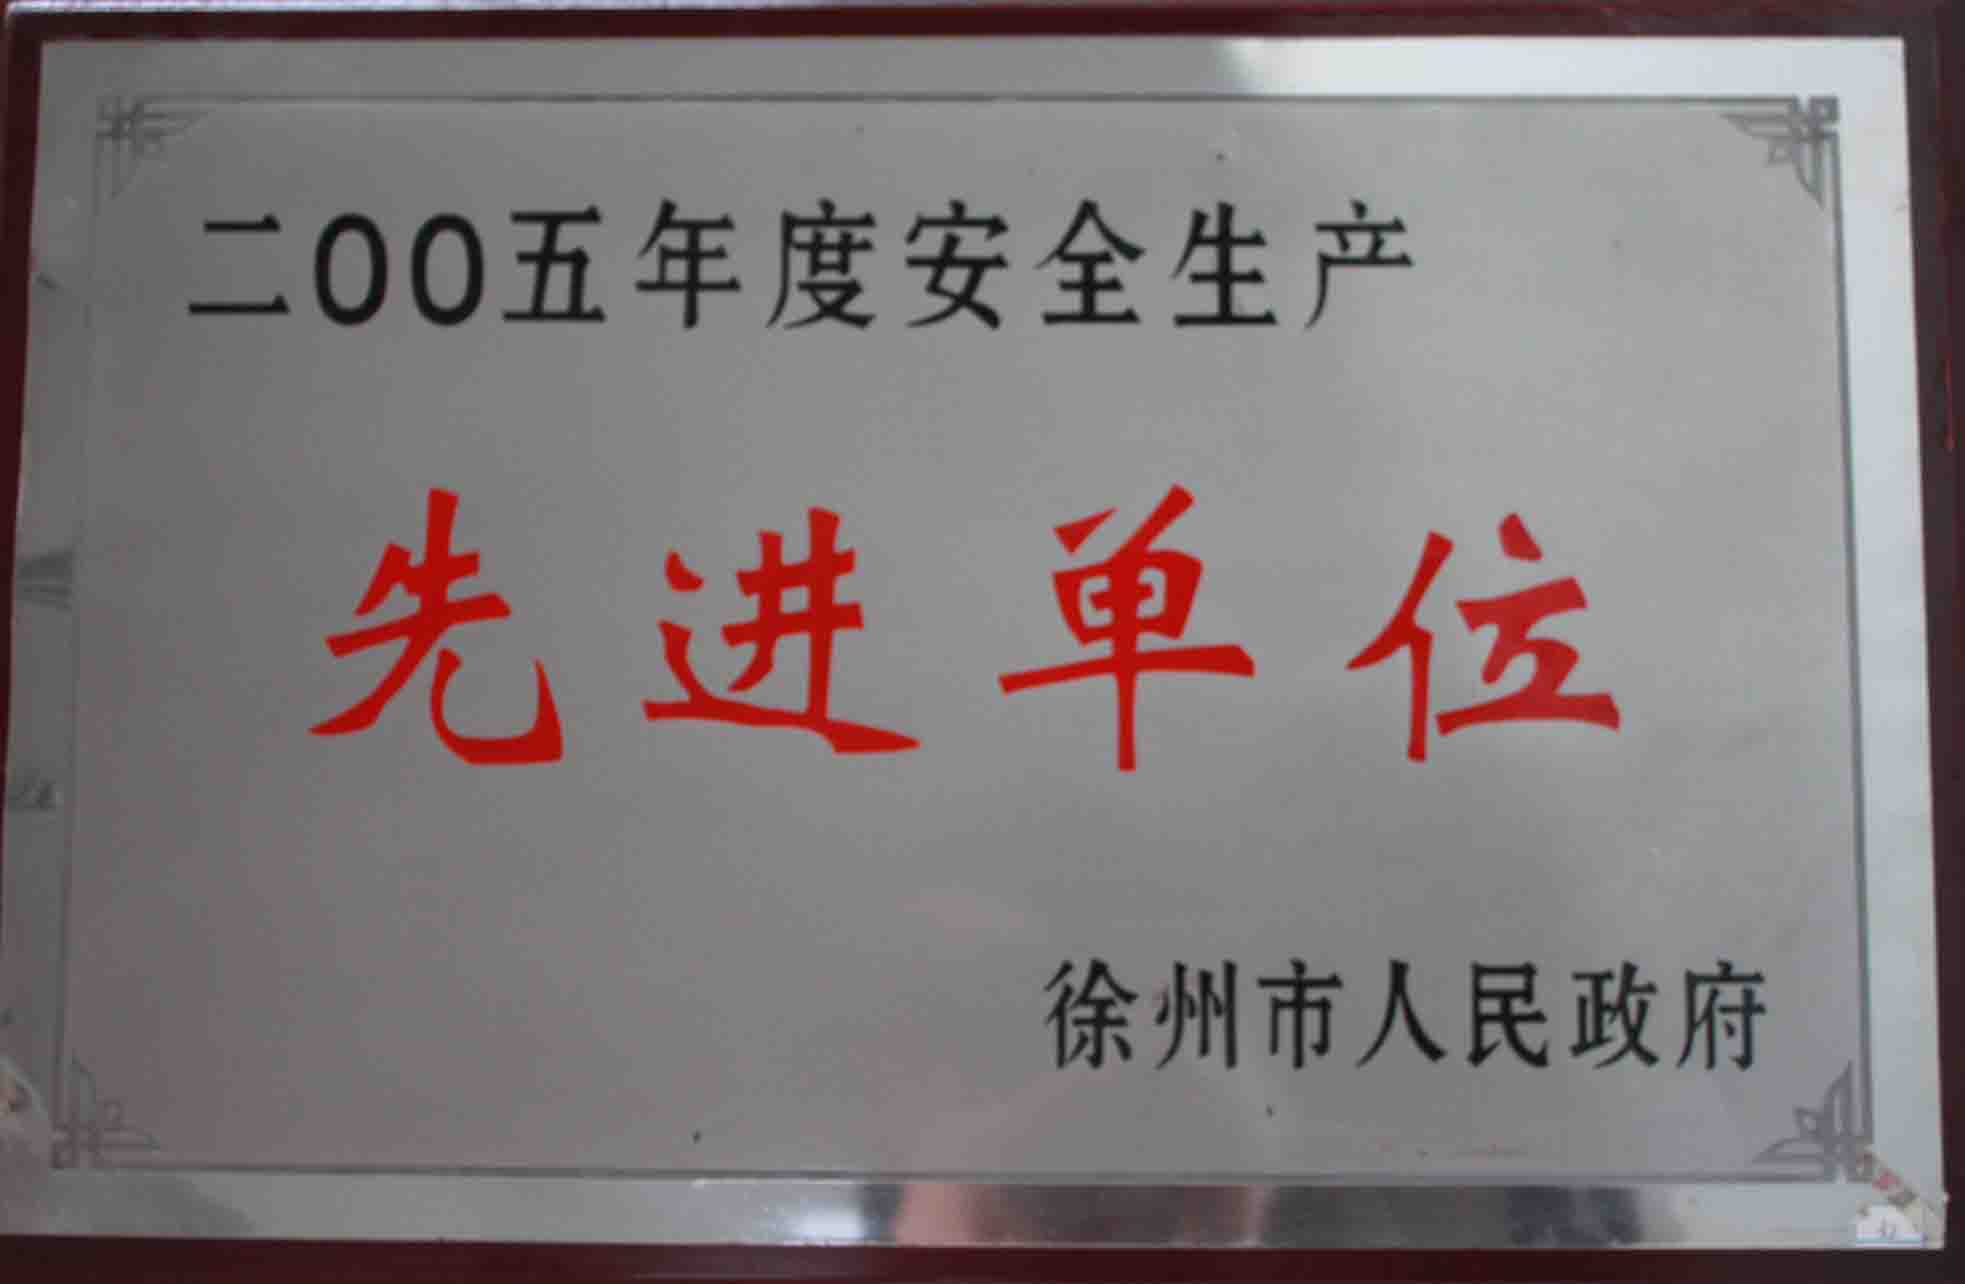 二00五年度安全生产
先进单位
徐州市人民政府